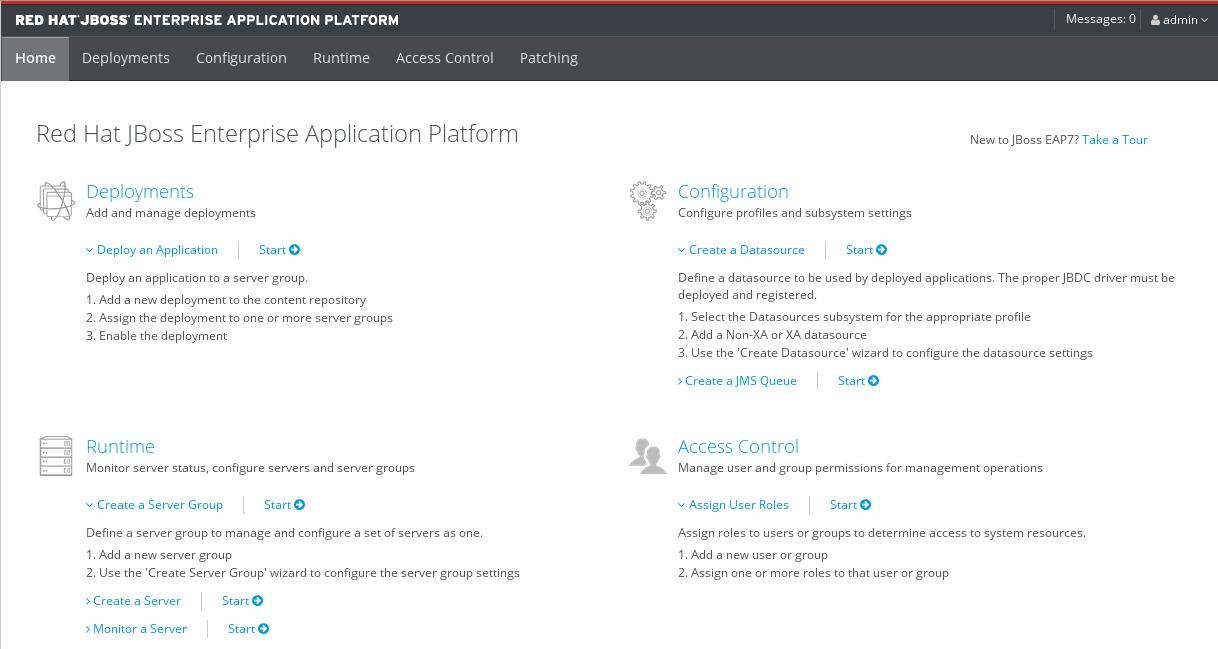 RED HAT® JBOSS® ENTERPRISE APPLICATION PLATFORM
Messages: 0
admin
Home
Deployments
Configuration
Runtime
Access Control
Patching
Red Hat JBoss Enterprise Application Platform
New to JBoss EAP7? Take a Tour
Deployments
Add and manage deployments
Deploy an Application
Start
Deploy an application to a server group.
1. Add a new deployment to the content repository
2. Assign the deployment to one or more server groups
3. Enable the deployment
Configuration
Configure profiles and subsystem settings
Create a Datasource
Start
Define a datasource to be used by deployed applications. The proper JBDC driver must be
deployed and registered.
1. Select the Datasources subsystem for the appropriate profile
2. Add a Non-XA or XA datasource
3. Use the 'Create Datasource' wizard to configure the datasource settings
Create a JMS Queue
Start
Runtime
Monitor server status, configure servers and server groups
Create a Server Group
Start
Define a server group to manage and configure a set of servers as one.
1. Add a new server group
2. Use the 'Create Server Group' wizard to configure the server group settings
Create a Server
Start
Monitor a Server
Start
Access Control
Manage user and group permissions for management operations
Assign User Roles
Start
Assign roles to users or groups to determine access to system resources.
1. Add a new user or group
2. Assign one or more roles to that user or group